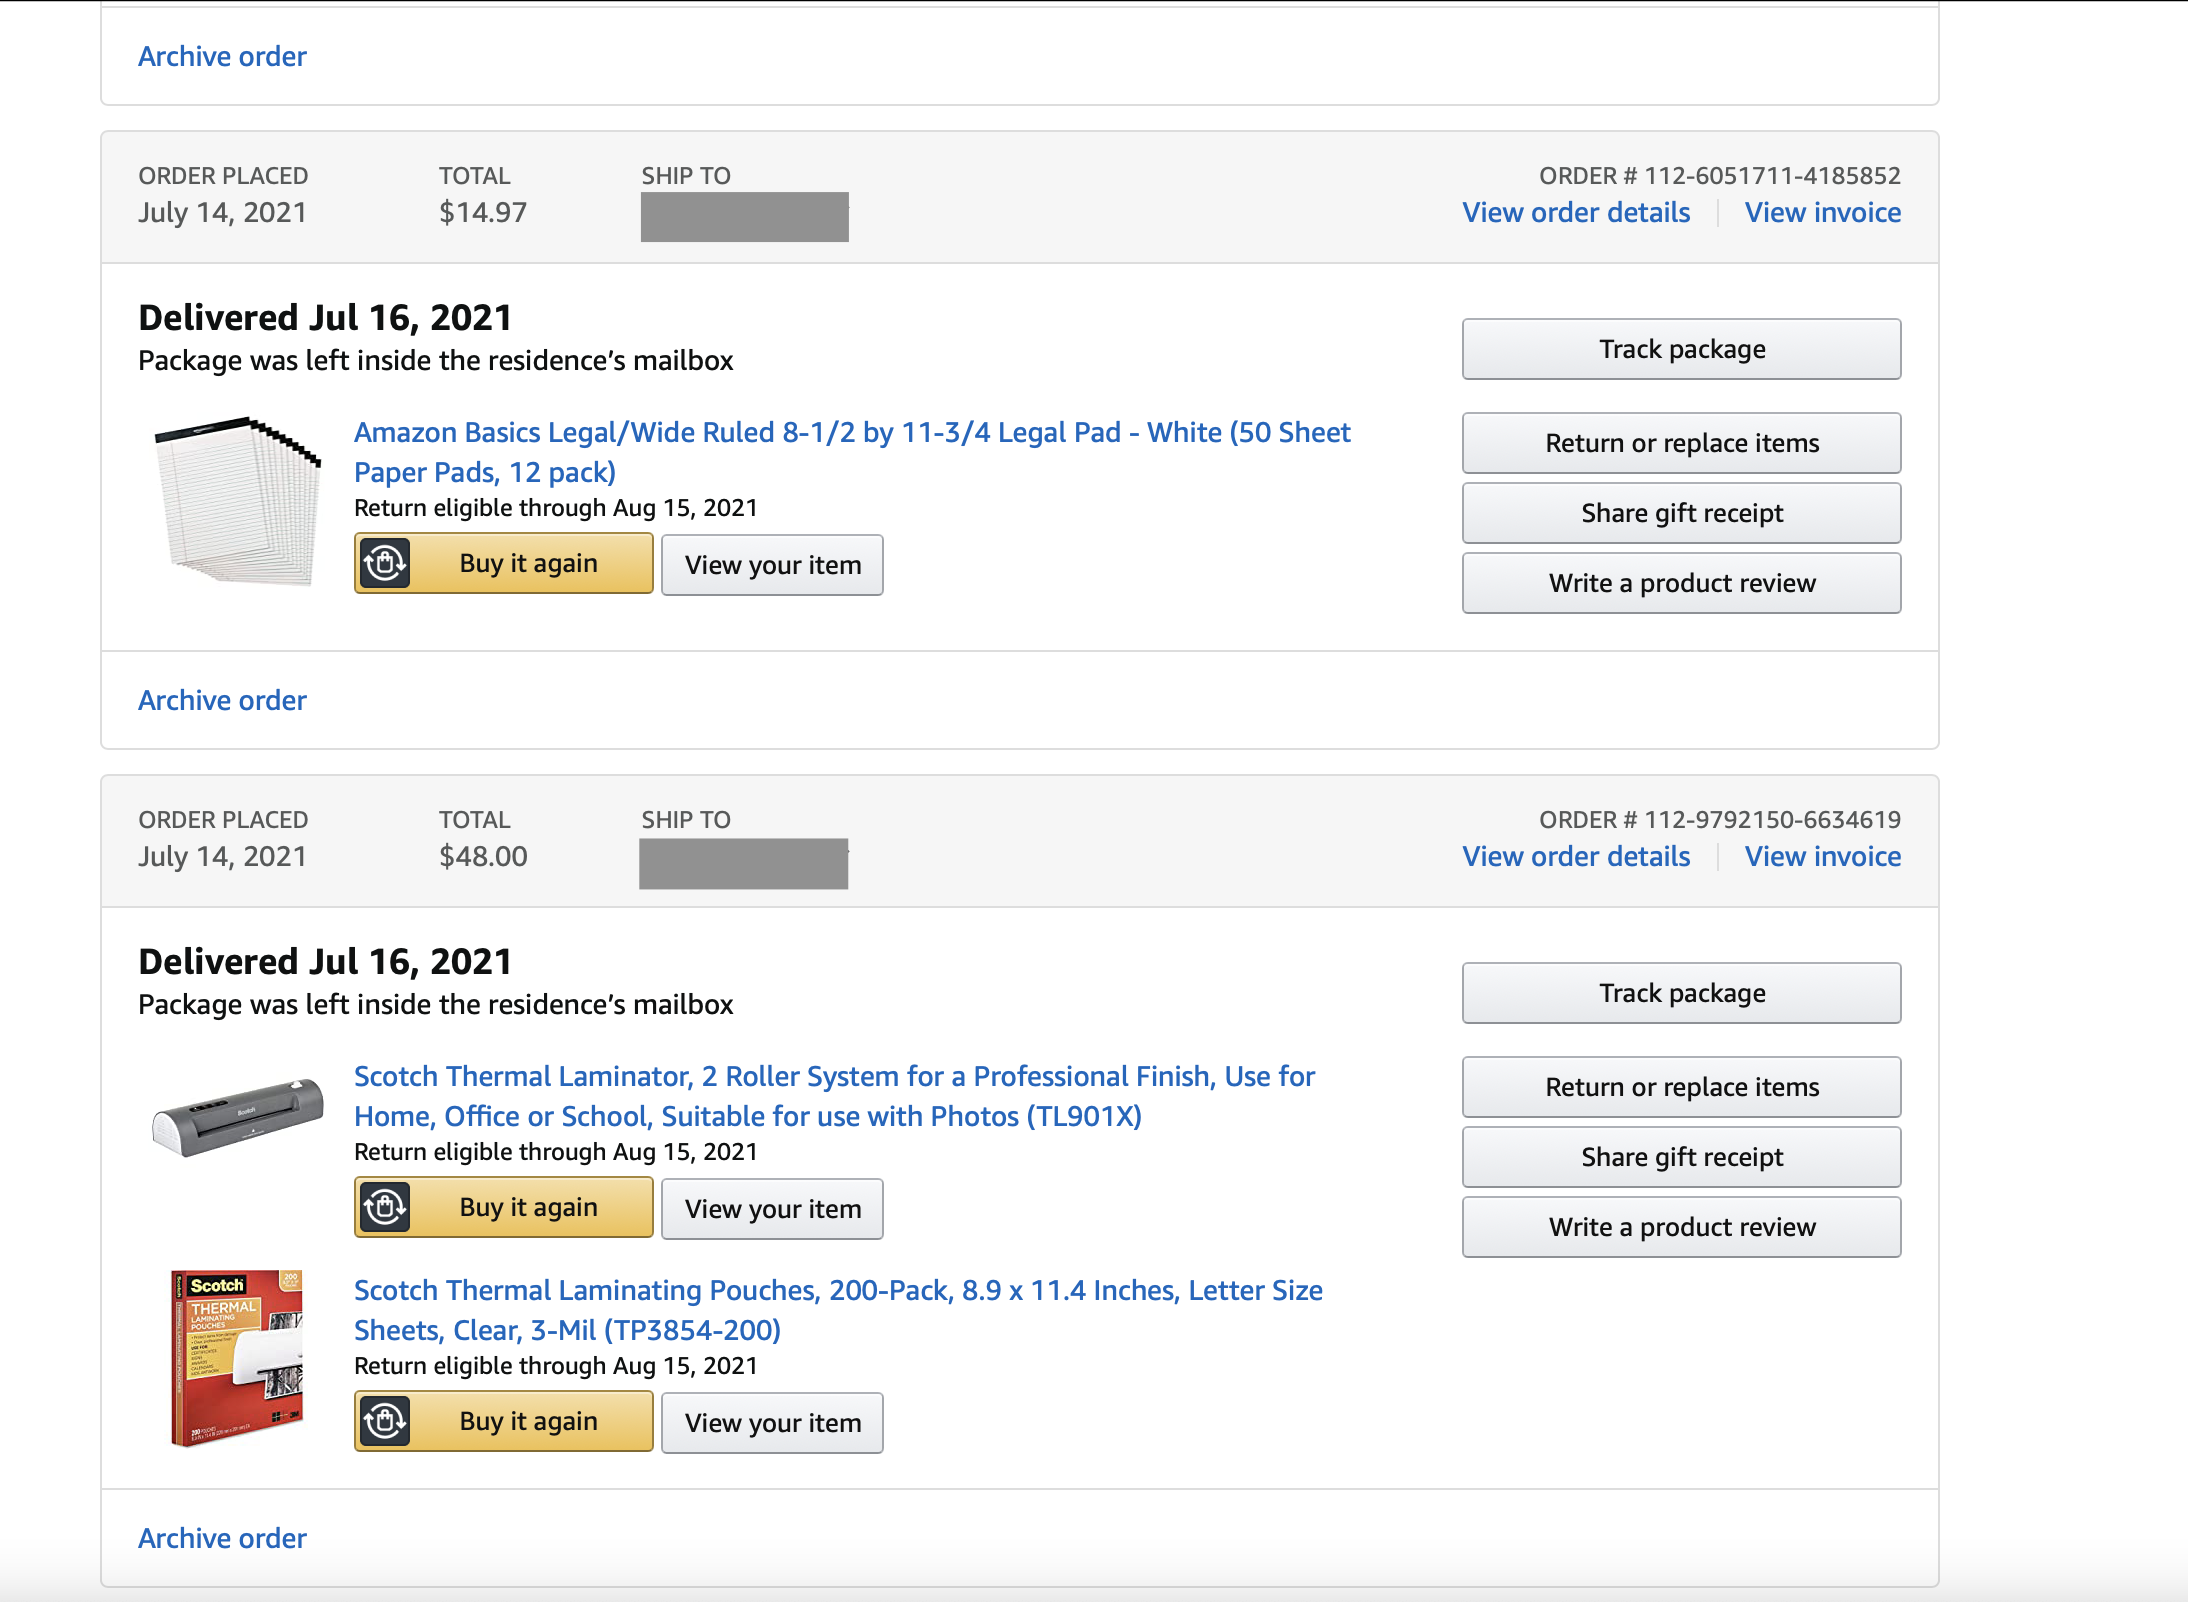 Archive order
ORDER PLACED
July 14, 2021
TOTAL
$14.97
SHIP TO
ORDER # 112-6051711-4185852
View order details
View invoice
Delivered Jul 16, 2021
Package was left inside the residence’s mailbox
Track package
Amazon Basics Legal/Wide Ruled 8-1/2 by 11-3/4 Legal Pad - White (50 Sheet
Paper Pads, 12 pack)
Return eligible through Aug 15, 2021
Buy it again
View your item
Return or replace items
Share gift receipt
Write a product review
Archive order
ORDER PLACED
July 14, 2021
TOTAL
$48.00
SHIP TO
ORDER # 112-9792150-6634619
View order details
View invoice
Delivered Jul 16, 2021
Package was left inside the residence’s mailbox
Track package
Scotch
Scotch Thermal Laminator, 2 Roller System for a Professional Finish, Use for
Home, Office or School, Suitable for use with Photos (TL901X)
Return eligible through Aug 15, 2021
Buy it again
View your item
Return or replace items
Share gift receipt
Write a product review
Scotch
THERMAL
LAMINATING
POUCHES
200
Scotch Thermal Laminating Pouches, 200-Pack, 8.9 x 11.4 Inches, Letter Size
Sheets, Clear, 3-Mil (TP3854-200)
Return eligible through Aug 15, 2021
Buy it again
View your item
Archive order